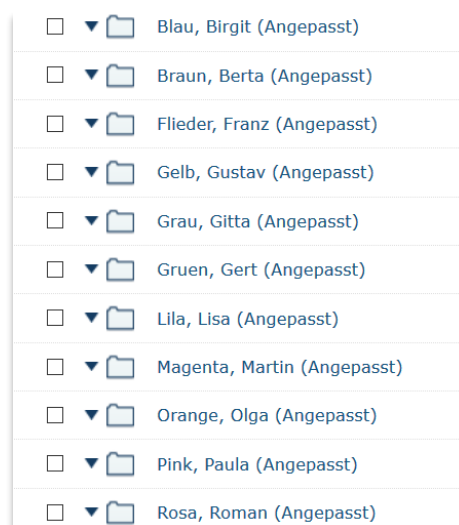 Blau, Birgit (Angepasst)
Braun, Berta (Angepasst)
Flieder, Franz (Angepasst)
Gelb, Gustav (Angepasst)
Grau, Gitta (Angepasst)
Gruen, Gert (Angepasst)
Lila, Lisa (Angepasst)
Magenta, Martin (Angepasst)
Orange, Olga (Angepasst)
Pink, Paula (Angepasst)
Rosa, Roman (Angepasst)